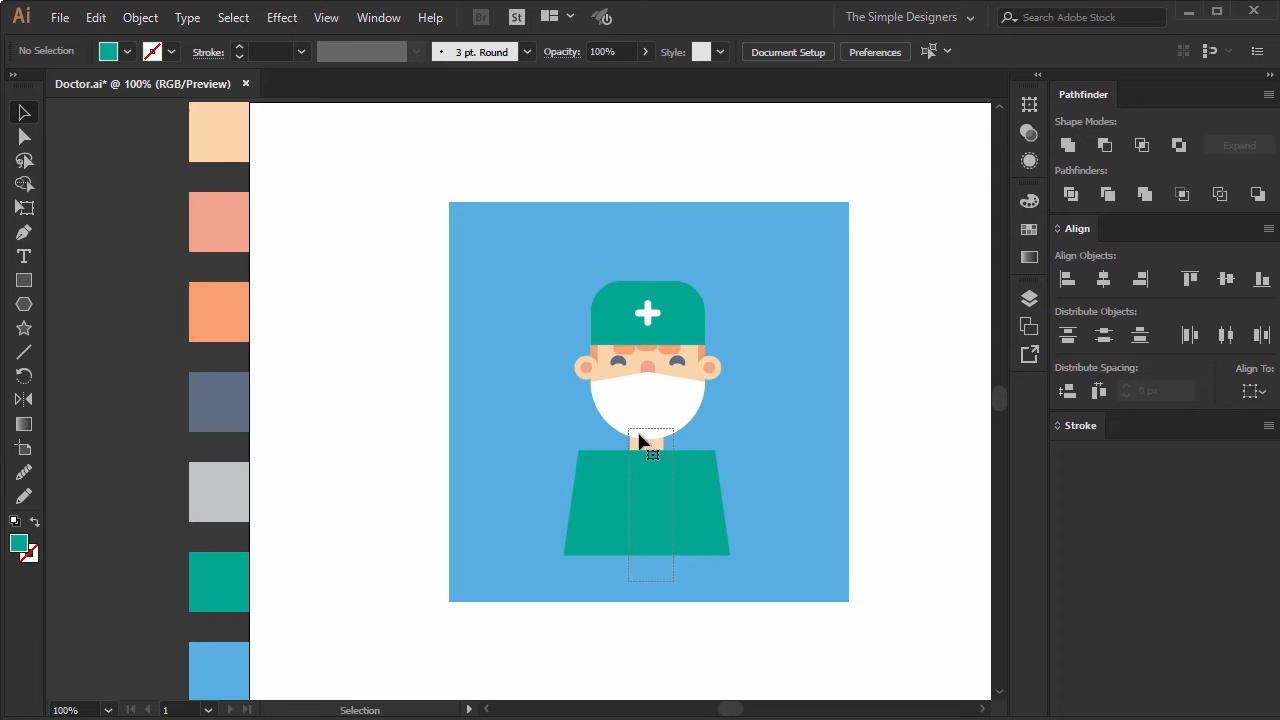 Ai File Edit Object Type Select Effect View Window Help Br St The Simple Designers Search Adobe Stock
No Selection Stroke: 3 pt. Round Opacity: 100% Style: Document Setup Preferences
Doctor.ai* @ 100% (RGB/Preview) ×
Pathfinder
Shape Modes:
Expand
Pathfinders:
Align
Align Objects:
Distribute Objects:
Distribute Spacing: Align To:
0 px
Stroke
100% 1 Selection